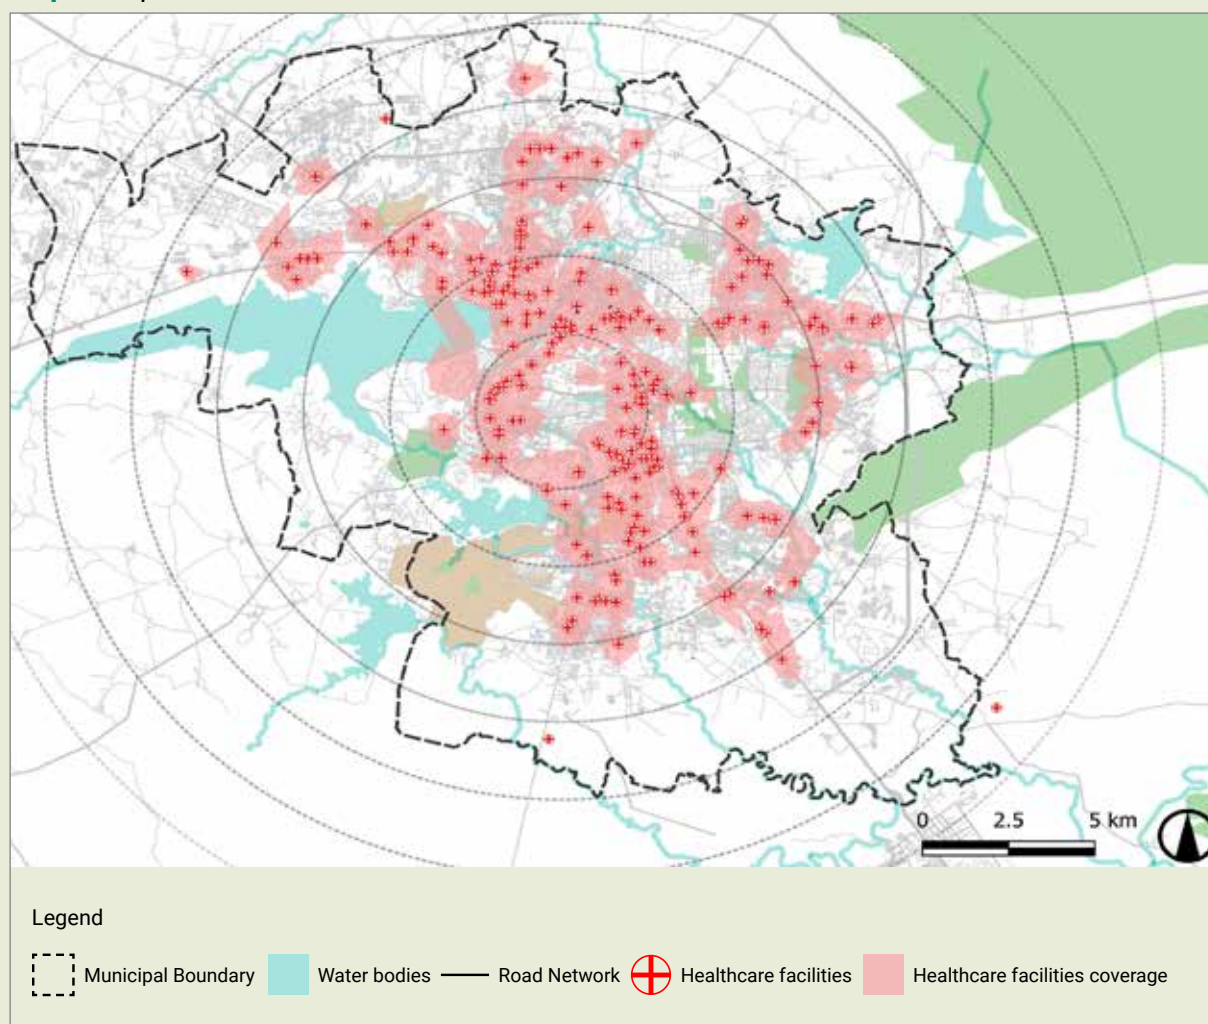 0 2.5 5 km
Legend
Municipal Boundary Water bodies Road Network Healthcare facilities Healthcare facilities coverage